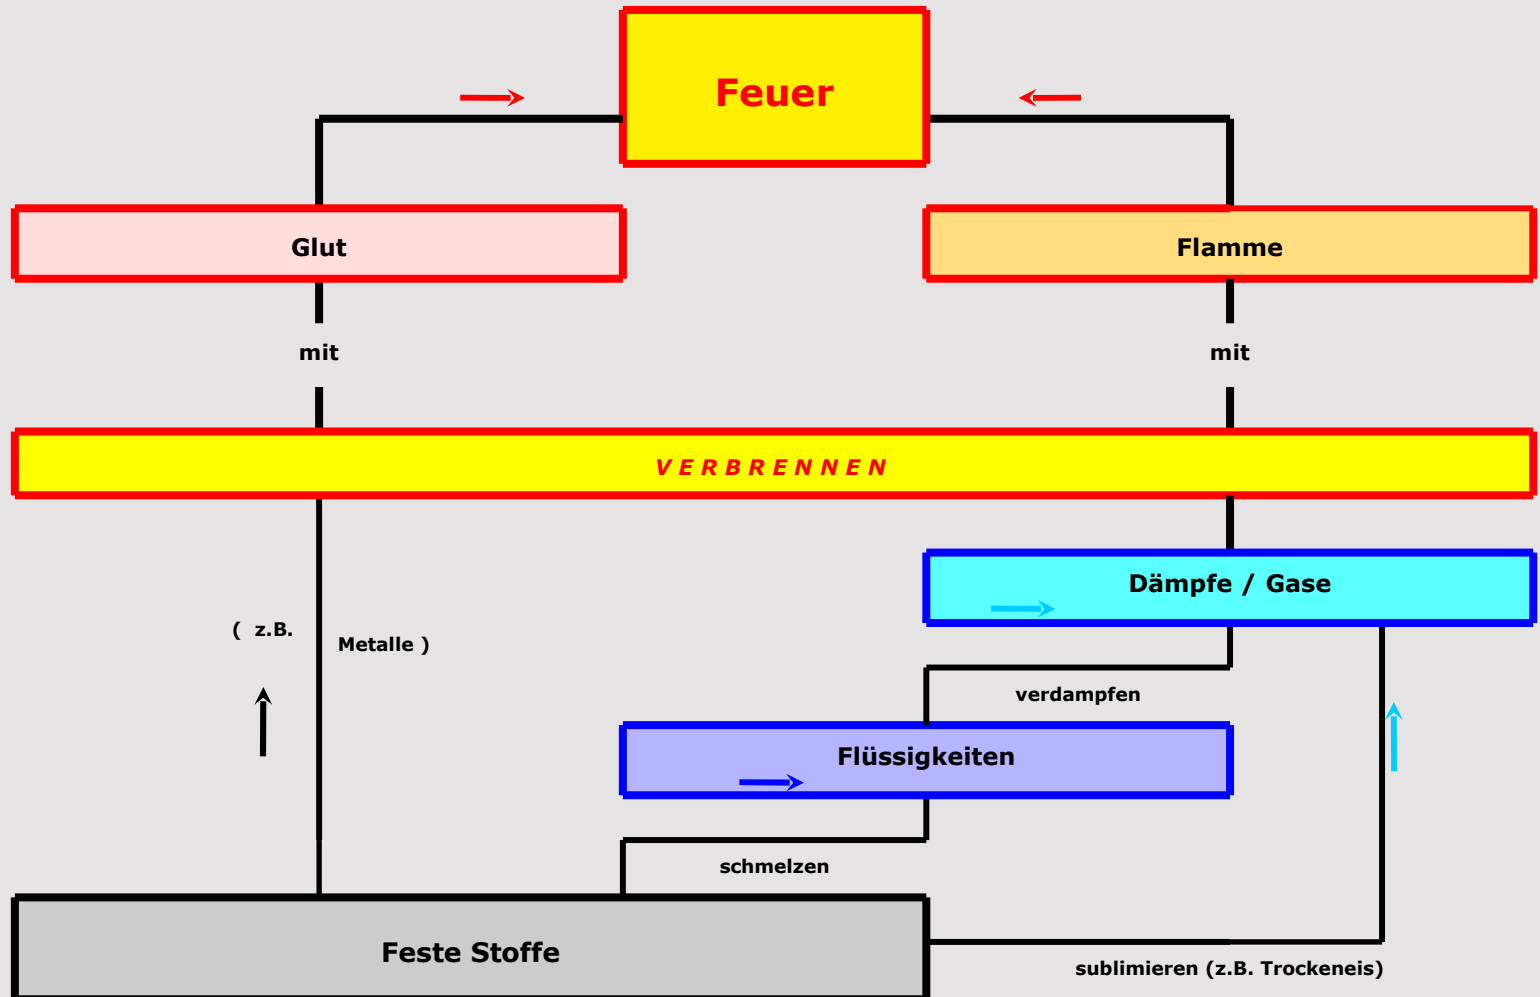 Feuer
Glut
Flamme
mit
mit
V E R B R E N N E N
Dämpfe / Gase
( z.B.
Metalle )
verdampfen
Flüssigkeiten
schmelzen
Feste Stoffe
sublimieren (z.B. Trockeneis)